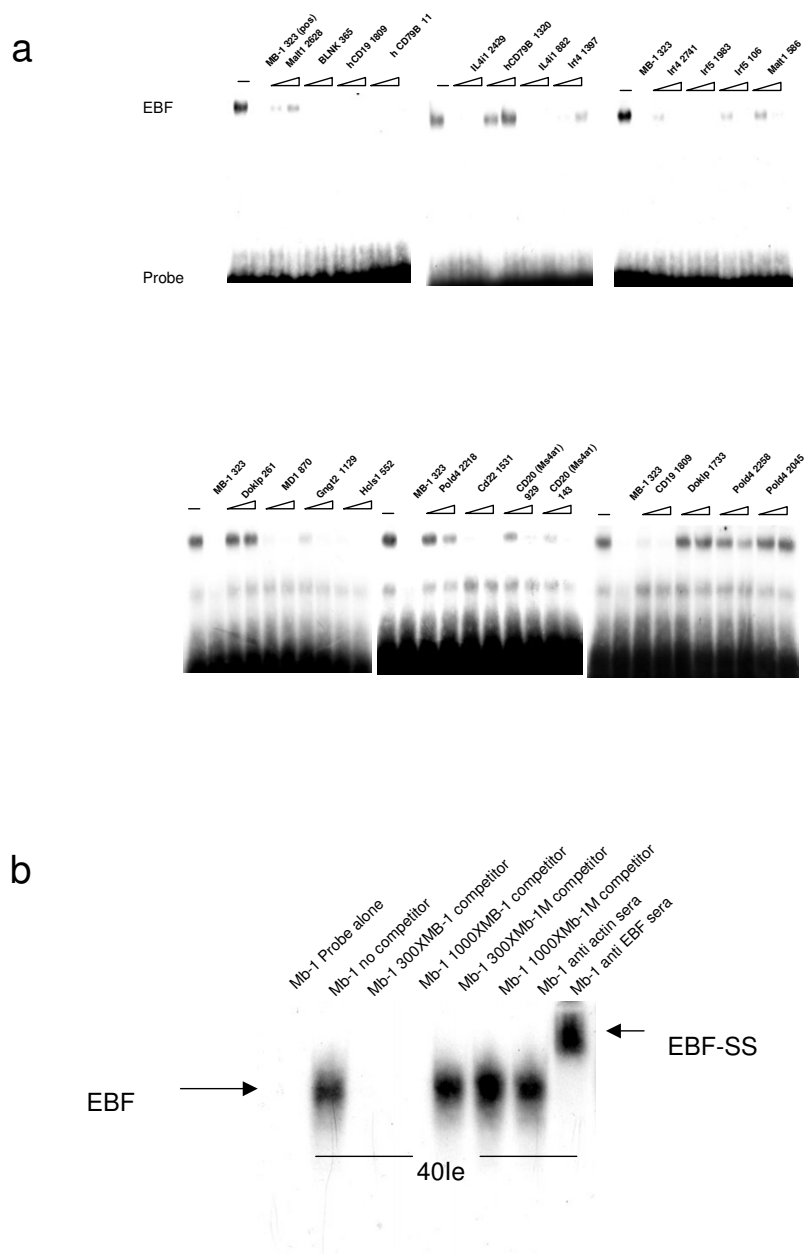 a
–
MB-1 323 (pos)
Malt1 2628
BLNK 365
hCD19 1809
h CD79B 11
–
IL4i1 2429
hCD79B 1320
IL4i1 882
Irf4 1397
–
MB-1 323
Irf4 2741
Irf5 1983
Irf5 106
Malt1 586
EBF
Probe
–
MB-1 323
Doklp 261
MD1 870
Gngt2 1129
Hcls1 552
–
MB-1 323
Pold4 2218
Cd22 1531
CD20 (Ms4a1)
929
CD20 (Ms4a1)
143
–
MB-1 323
CD19 1809
Doklp 1733
Pold4 2258
Pold4 2045
b
Mb-1 Probe alone
Mb-1 no competitor
Mb-1 300XMB-1 competitor
Mb-1 1000XMB-1 competitor
Mb-1 300XMb-1M competitor
Mb-1 1000XMb-1M competitor
Mb-1 anti actin sera
Mb-1 anti EBF sera
EBF-SS
EBF
40le